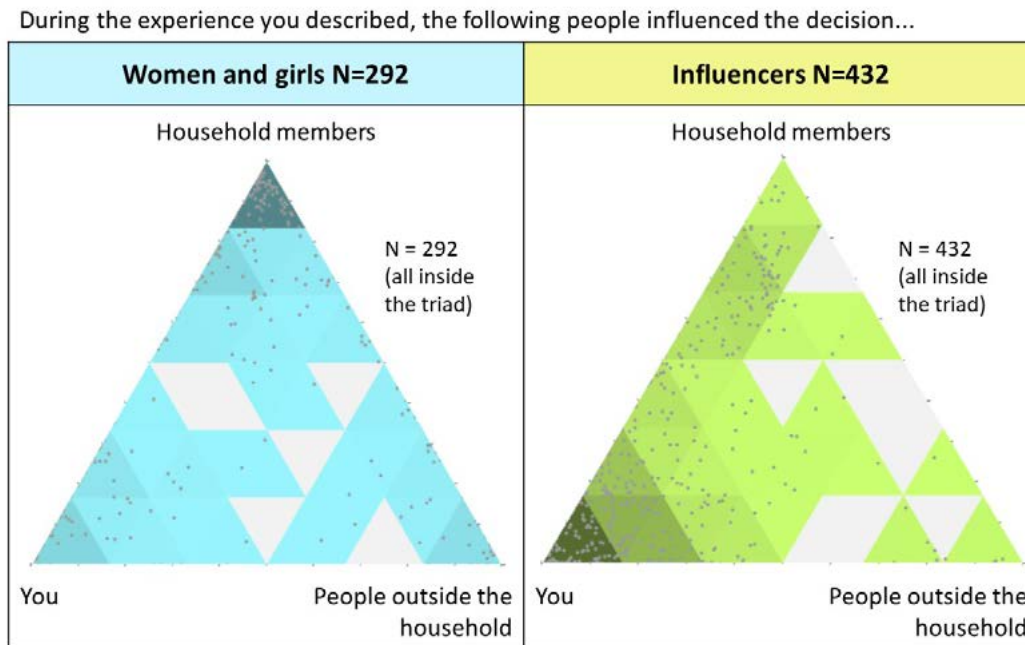 During the experience you described, the following people influenced the decision...
Women and girls N=292
Influencers N=432
Household members
N = 292
(all inside
the triad)
You
People outside the
household
Household members
N = 432
(all inside
the triad)
You
People outside the
household